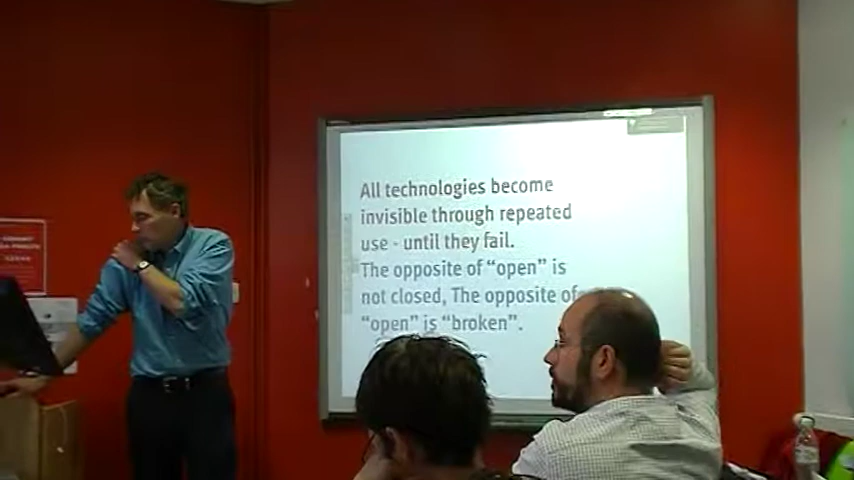 All technologies become
invisible through repeated
use - until they fail.
The opposite of “open” is
not closed, The opposite of
“open” is “broken”.